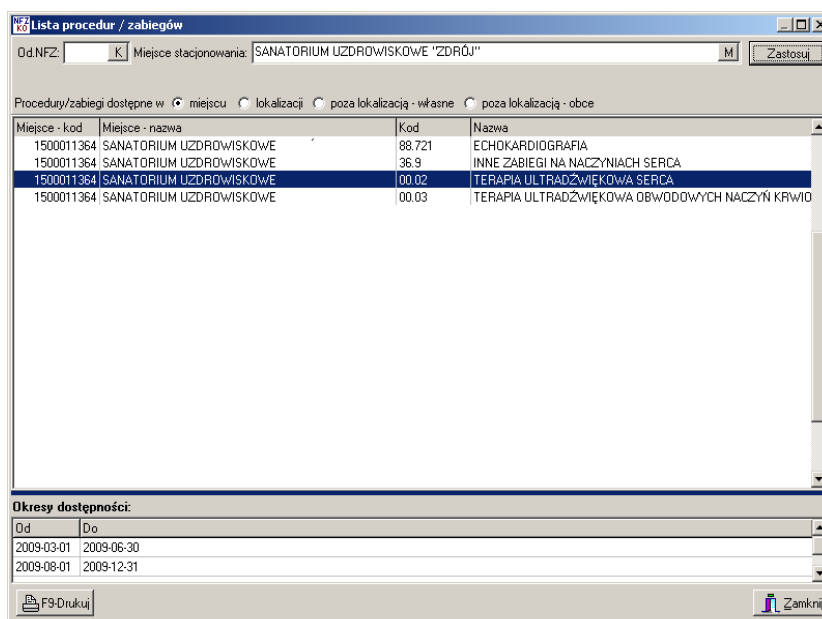 NFZ KO Lista procedur / zabiegów
Od.NFZ: K Miejsce stacjonowania: SANATORIUM UZDROWISKOWE "ZDRÓJ" M Zastosuj
Procedury/zabiegi dostępne w miejscu lokalizacji poza lokalizacją - własne poza lokalizacją - obce
Miejsce - kod Miejsce - nazwa Kod Nazwa
1500011364 SANATORIUM UZDROWISKOWE 88.721 ECHOKARDIOGRAFIA
1500011364 SANATORIUM UZDROWISKOWE 36.9 INNE ZABIEGI NA NACZYNIACH SERCA
1500011364 SANATORIUM UZDROWISKOWE 00.02 TERAPIA ULTRADŹWIĘKOWA SERCA
1500011364 SANATORIUM UZDROWISKOWE 00.03 TERAPIA ULTRADŹWIĘKOWA OBWODOWYCH NACZYŃ KRWIO
Okresy dostępności:
Od Do
2009-03-01 2009-06-30
2009-08-01 2009-12-31
F9-Drukuj Zamknij